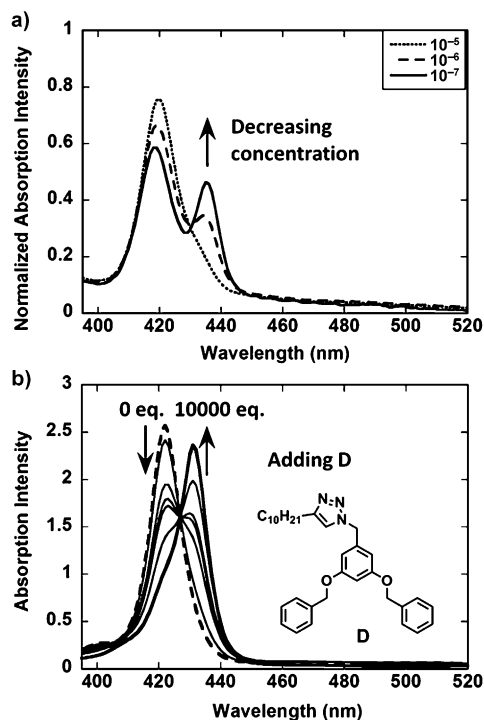 a)
1
0.8
0.6
0.4
0.2
0
Normalized Absorption Intensity
10⁻⁵
10⁻⁶
10⁻⁷
Decreasing
concentration
400 420 440 460 480 500 520
Wavelength (nm)
b)
3
2.5
2
1.5
1
0.5
0
Absorption Intensity
0 eq. 10000 eq.
Adding D
N=N
C₁₀H₂₁ N
O O
D
400 420 440 460 480 500 520
Wavelength (nm)